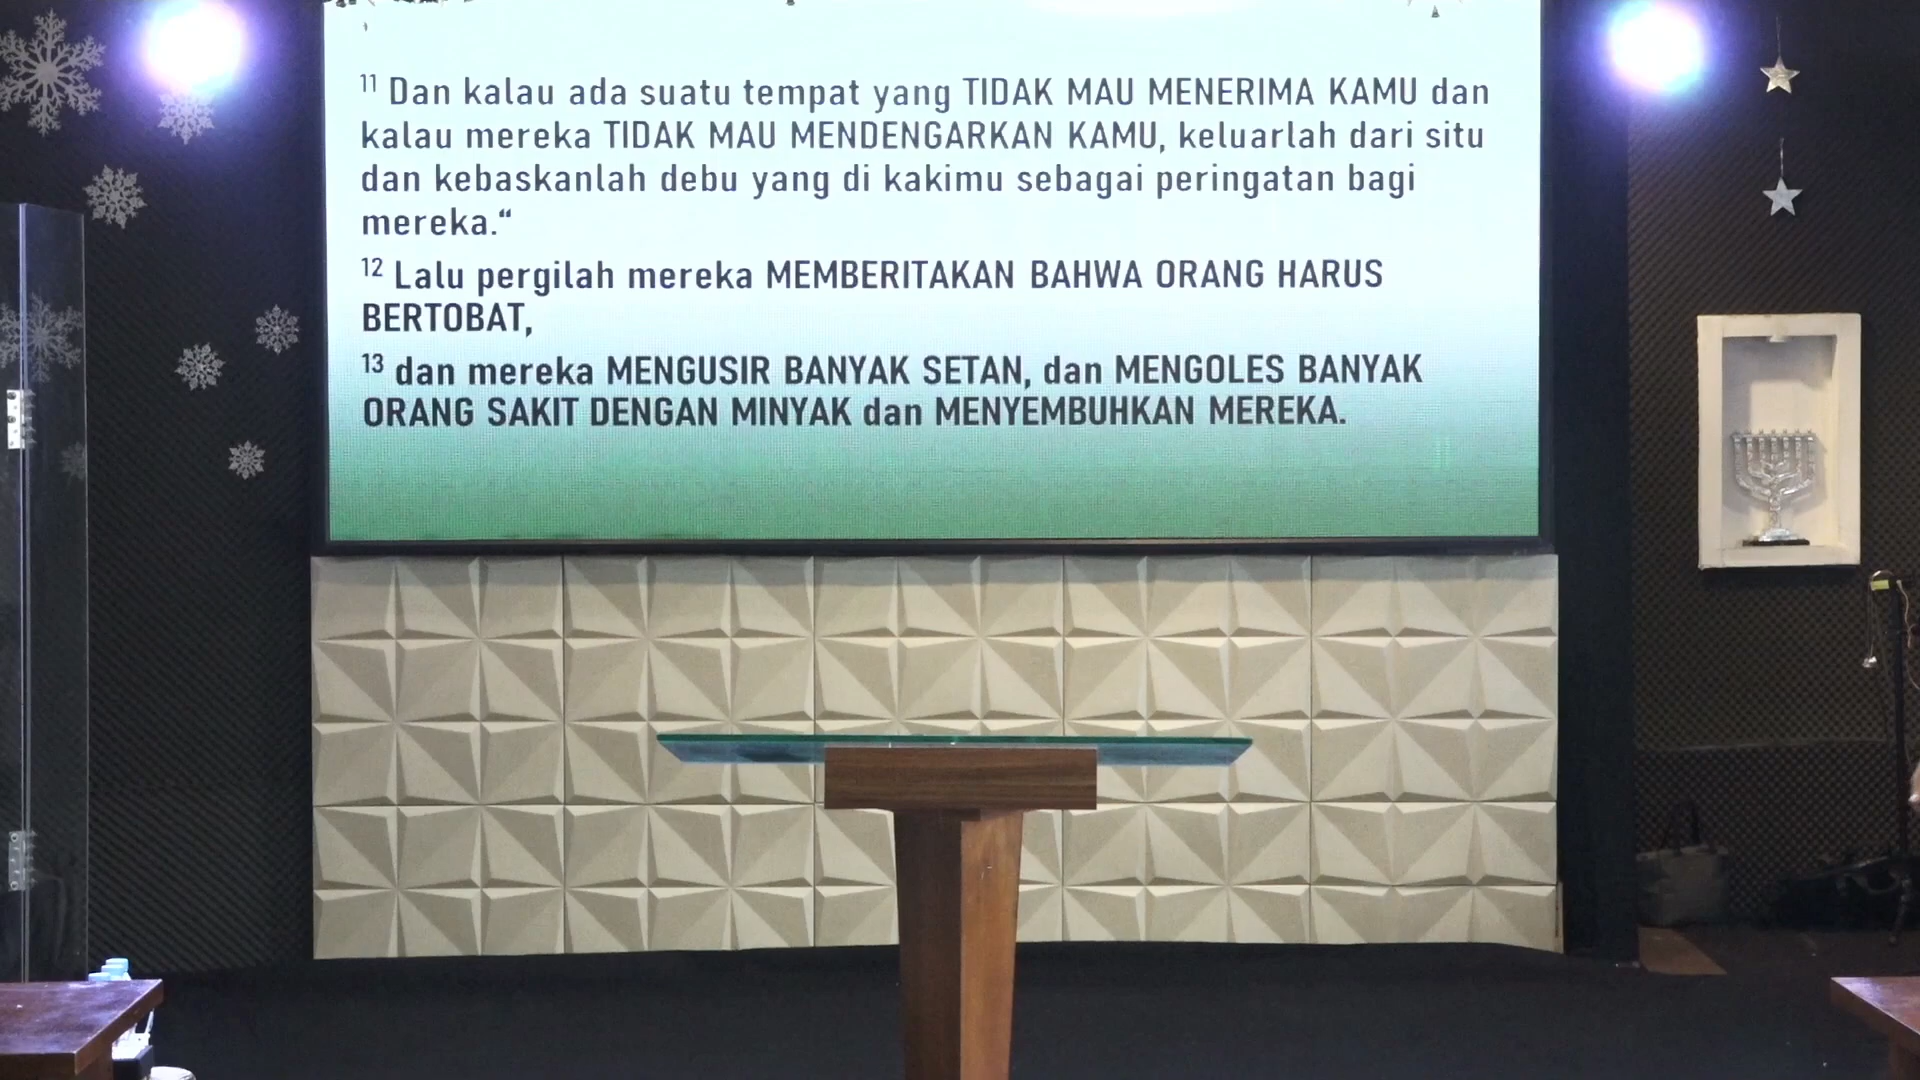 11 Dan kalau ada suatu tempat yang TIDAK MAU MENERIMA KAMU dan
kalau mereka TIDAK MAU MENDENGARKAN KAMU, keluarlah dari situ
dan kebaskanlah debu yang di kakimu sebagai peringatan bagi
mereka.“
12 Lalu pergilah mereka MEMBERITAKAN BAHWA ORANG HARUS
BERTOBAT,
13 dan mereka MENGUSIR BANYAK SETAN, dan MENGOLES BANYAK
ORANG SAKIT DENGAN MINYAK dan MENYEMBUHKAN MEREKA.